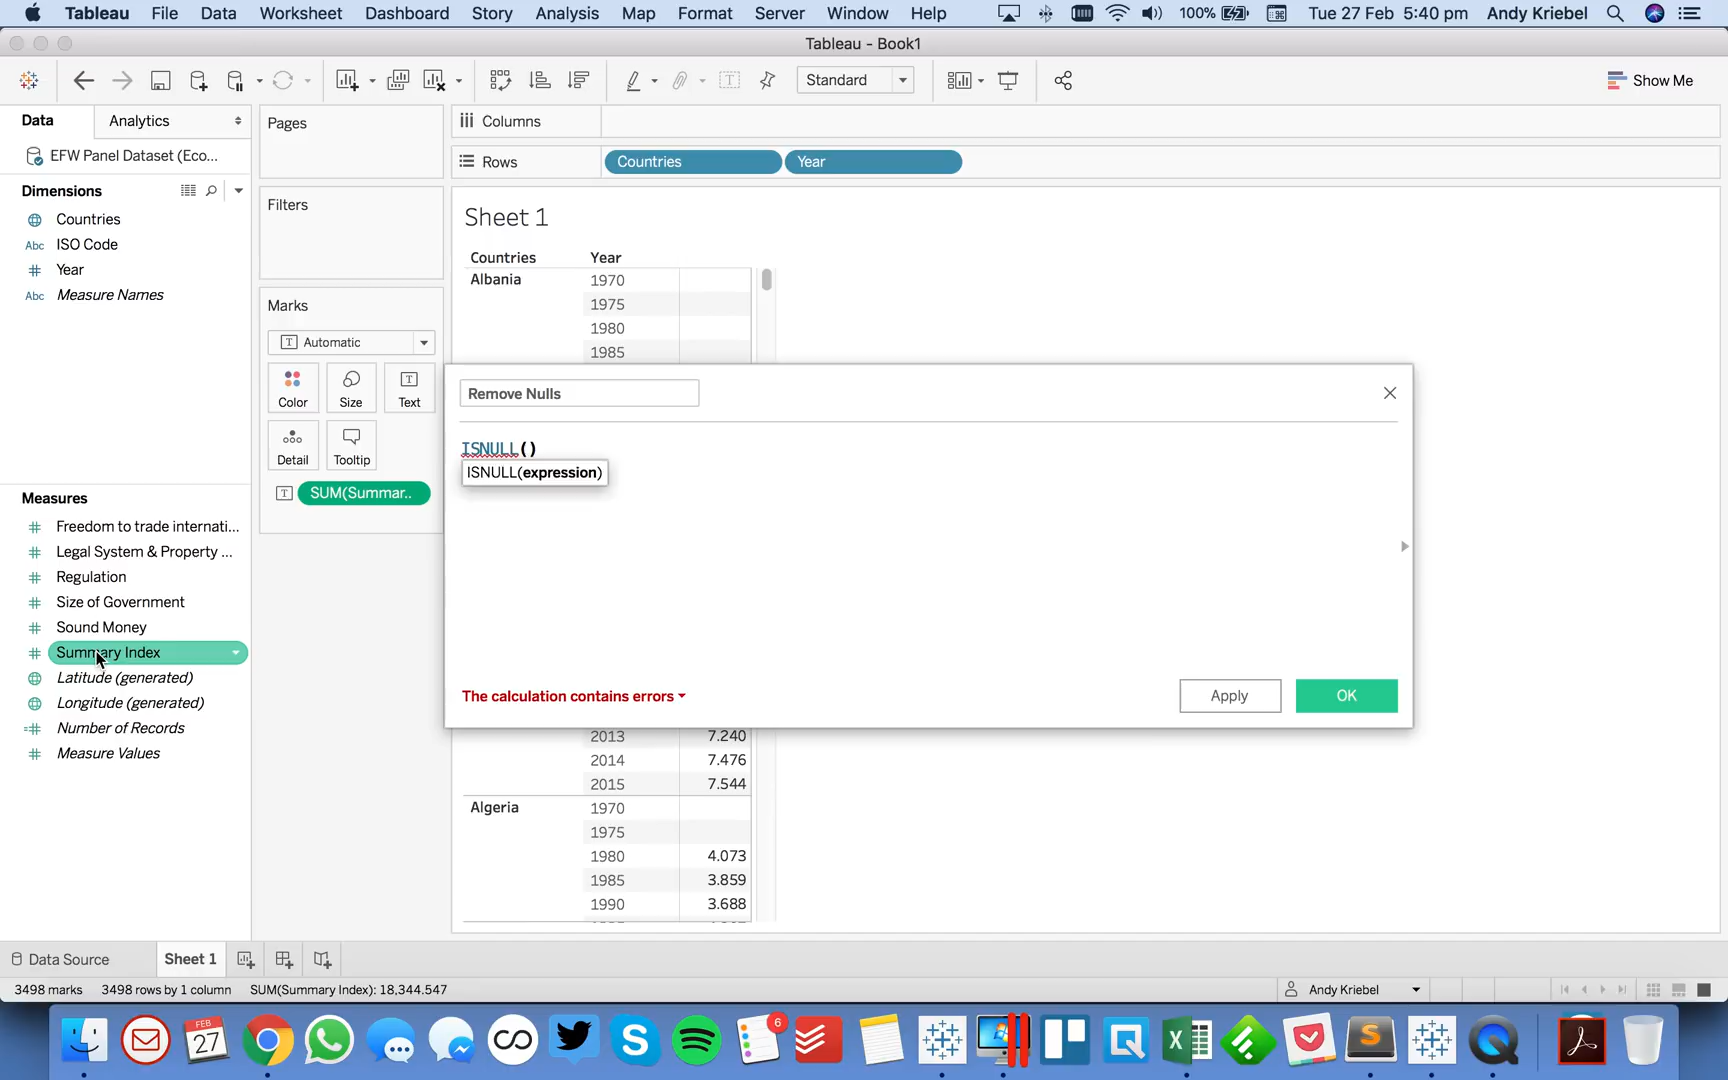 Tableau File Data Worksheet Dashboard Story Analysis Map Format Server Window Help 100% Tue 27 Feb 5:40 pm Andy Kriebel
Tableau - Book1
Standard
Show Me
Data
Analytics
EFW Panel Dataset (Eco...
Dimensions
Countries
Abc ISO Code
Year
Abc Measure Names
Measures
Freedom to trade internati...
Legal System & Property ...
Regulation
Size of Government
Sound Money
Summary Index
Latitude (generated)
Longitude (generated)
Number of Records
Measure Values
Pages
Filters
Marks
Automatic
Color
Size
Text
Detail
Tooltip
SUM(Summar..
Columns
Rows
Countries
Year
Sheet 1
Countries Year
Albania 1970
1975
1980
1985
Remove Nulls
ISNULL()
ISNULL(expression)
The calculation contains errors
Apply
OK
2013 7.240
2014 7.476
2015 7.544
Algeria 1970
1975
1980 4.073
1985 3.859
1990 3.688
Data Source
Sheet 1
3498 marks 3498 rows by 1 column SUM(Summary Index): 18,344.547
Andy Kriebel
FEB
27
6